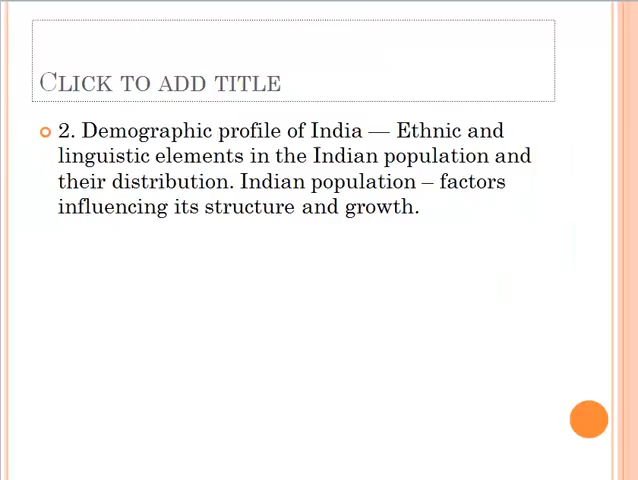 Click to add title
2. Demographic profile of India — Ethnic and
linguistic elements in the Indian population and
their distribution. Indian population – factors
influencing its structure and growth.